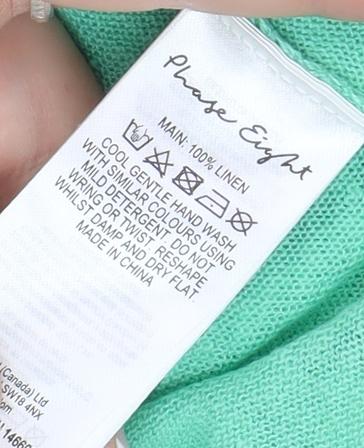 Phase Eight
MAIN: 100% LINEN
COOL GENTLE HAND WASH
WITH SIMILAR COLOURS USING
MILD DETERGENT. DO NOT
WRING OR TWIST. RESHAPE
WHILST DAMP AND DRY FLAT.
MADE IN CHINA
(Canada) Ltd
SW18 4NX
om